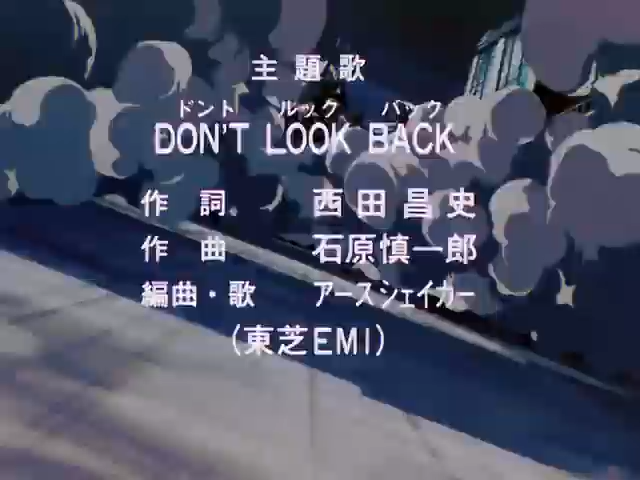 主題歌
ドント ルック バック
DON'T LOOK BACK
作詞 西田昌史
作曲 石原慎一郎
編曲・歌 アースシェイカー
(東芝EMI)